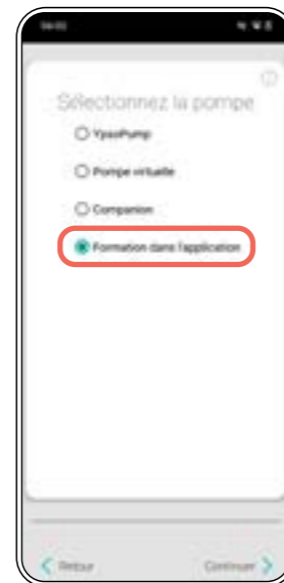 Sélectionnez la pompe
YpsoPump
Pompe virtuelle
Companion
Formation dans l'application
Retour
Continuer